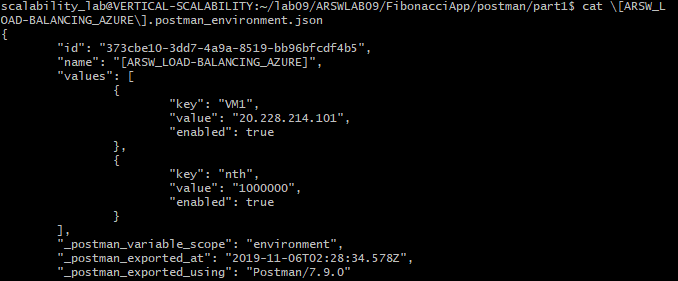 scalability_lab@VERTICAL-SCALABILITY:~/lab09/ARSWLAB09/FibonacciApp/postman/part1$ cat \[ARSW_L
OAD-BALANCING_AZURE\].postman_environment.json
{
        "id": "373cbe10-3dd7-4a9a-8519-bb96bfcdf4b5",
        "name": "[ARSW_LOAD-BALANCING_AZURE]",
        "values": [
                {
                        "key": "VM1",
                        "value": "20.228.214.101",
                        "enabled": true
                },
                {
                        "key": "nth",
                        "value": "1000000",
                        "enabled": true
                }
        ],
        "_postman_variable_scope": "environment",
        "_postman_exported_at": "2019-11-06T02:28:34.578Z",
        "_postman_exported_using": "Postman/7.9.0"